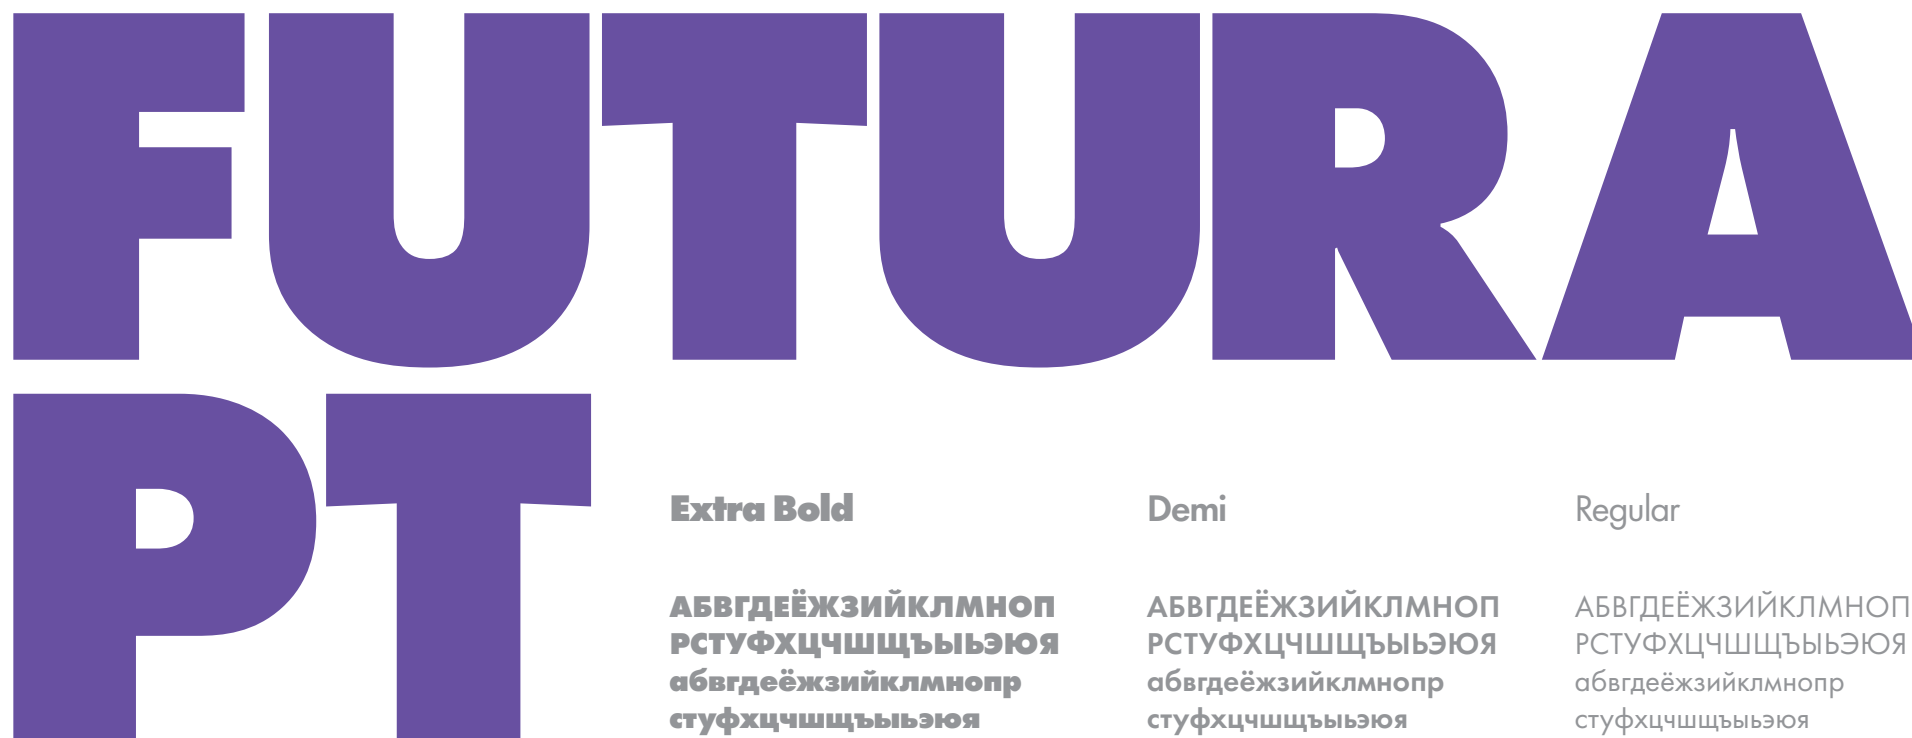 FUTURA
PT
Extra Bold
АБВГДЕЁЖЗИЙКЛМНОП
РСТУФХЦЧШЩЪЫЬЭЮЯ
абвгдеёжзийклмнопр
стуфхцчшщъыьэюя
Demi
АБВГДЕЁЖЗИЙКЛМНОП
РСТУФХЦЧШЩЪЫЬЭЮЯ
абвгдеёжзийклмнопр
стуфхцчшщъыьэюя
Regular
АБВГДЕЁЖЗИЙКЛМНОП
РСТУФХЦЧШЩЪЫЬЭЮЯ
абвгдеёжзийклмнопр
стуфхцчшщъыьэюя